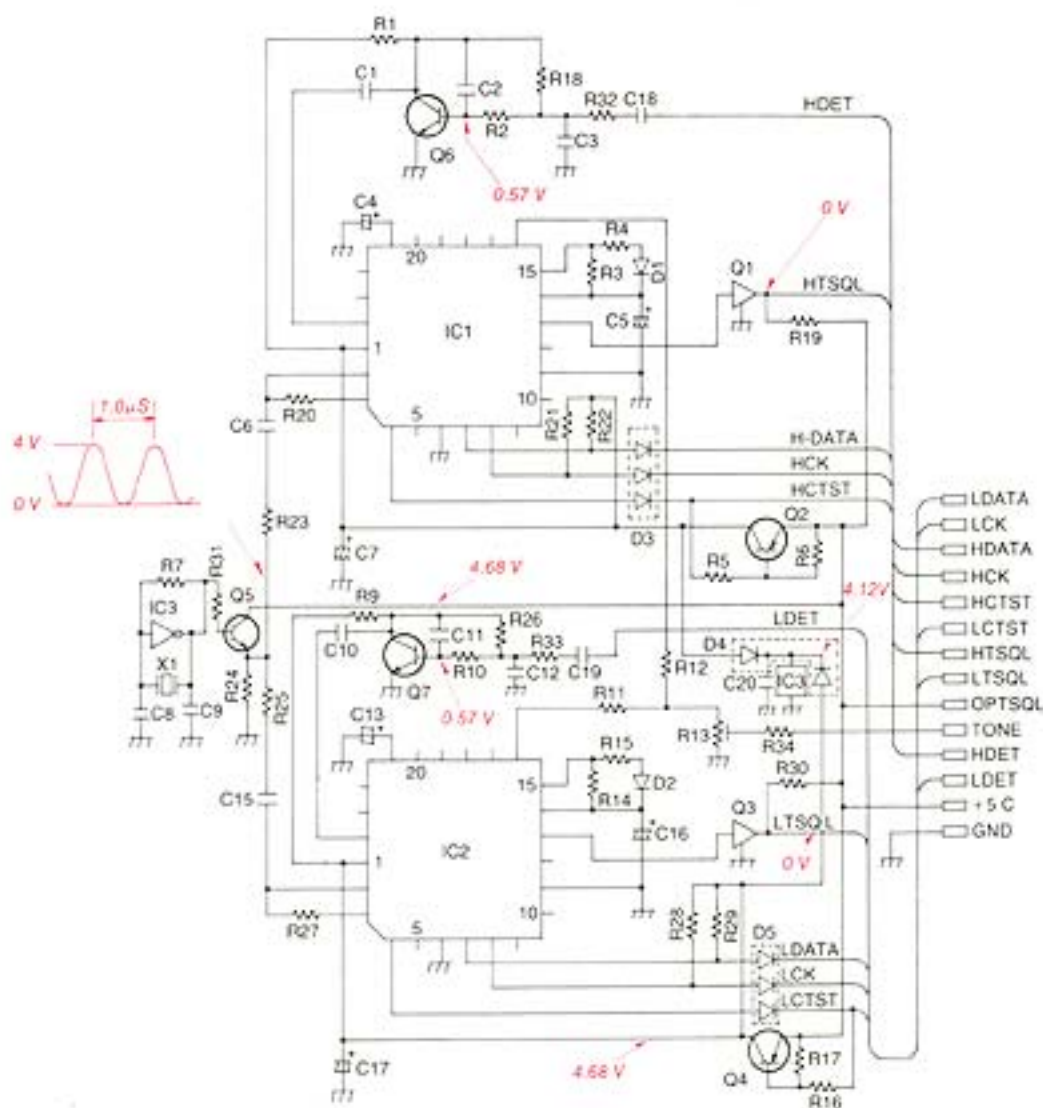 R1
C1
C2
R18
R32 C18
HDET
R2
C3
Q6
0.57 V
C4
0 V
R4
20
15
R3
D1
Q1
HTSQL
C5
IC1
R19
1
1.0µS
10
R20
5
R21
R22
C6
4 V
H-DATA
HCK
0 V
HCTST
LDATA
Q2
LCK
R23
D3
HDATA
C7
R5
R6
HCK
R7
R31
4.68 V
4.12V
HCTST
R9
IC3
Q5
R26
LDET
LCTST
C11
R33
D4
HTSQL
C10
X1
R10
C12
C19
R12
C20
IC3
LTSQL
R24
R25
Q7
R11
OPTSQL
C8
C9
0.57 V
C13
R13
TONE
R34
R15
HDET
20
15
R30
D2
LDET
C15
R14
Q3
+5 C
C16
LTSQL
GND
IC2
1
0 V
10
R27
5
R28
R29
D5
LDATA
LCK
LCTST
C17
4.68 V
R17
Q4
R16